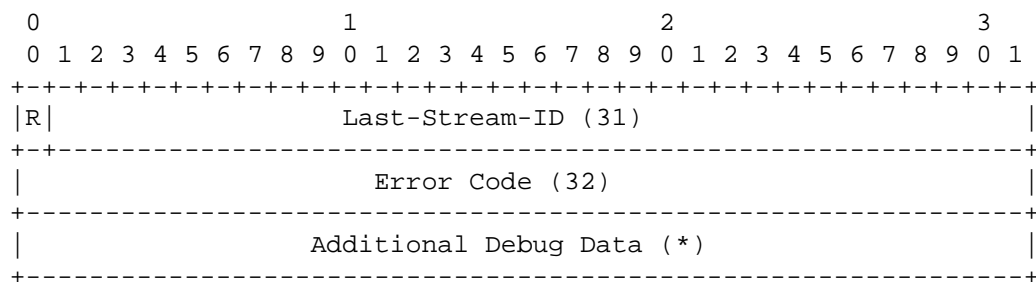 0                   1                   2                   3
 0 1 2 3 4 5 6 7 8 9 0 1 2 3 4 5 6 7 8 9 0 1 2 3 4 5 6 7 8 9 0 1
+-+-+-+-+-+-+-+-+-+-+-+-+-+-+-+-+-+-+-+-+-+-+-+-+-+-+-+-+-+-+-+-+
|R|                  Last-Stream-ID (31)                        |
+-+-------------------------------------------------------------+
|                      Error Code (32)                          |
+---------------------------------------------------------------+
|                  Additional Debug Data (*)                    |
+---------------------------------------------------------------+